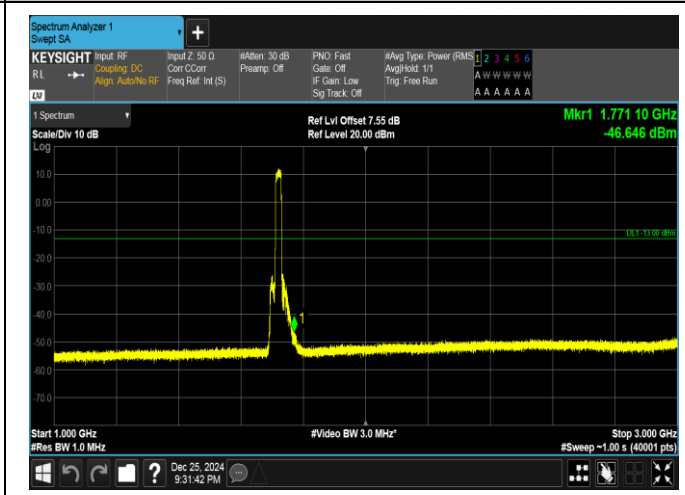 Spectrum Analyzer 1
Swept SA
+
KEYSIGHT
RL
LXI
Input: RF
Coupling: DC
Align: Auto/No RF
Input Z: 50 Ω
Corr CCorr
Freq Ref: Int (S)
#Atten: 30 dB
Preamp: Off
PNO: Fast
Gate: Off
IF Gain: Low
Sig Track: Off
#Avg Type: Power (RMS
Avg|Hold: 1/1
Trig: Free Run
1 2 3 4 5 6
A W W W W W
A A A A A A
1 Spectrum
Scale/Div 10 dB
Log
Ref Lvl Offset 7.55 dB
Ref Level 20.00 dBm
Mkr1 1.771 10 GHz
-46.646 dBm
10.0
0.00
-10.0
DL1 -13.00 dBm
-20.0
-30.0
-40.0
1
-50.0
-60.0
-70.0
Start 1.000 GHz
#Res BW 1.0 MHz
#Video BW 3.0 MHz*
Stop 3.000 GHz
#Sweep ~1.00 s (40001 pts)
?
Dec 25, 2024
9:31:42 PM